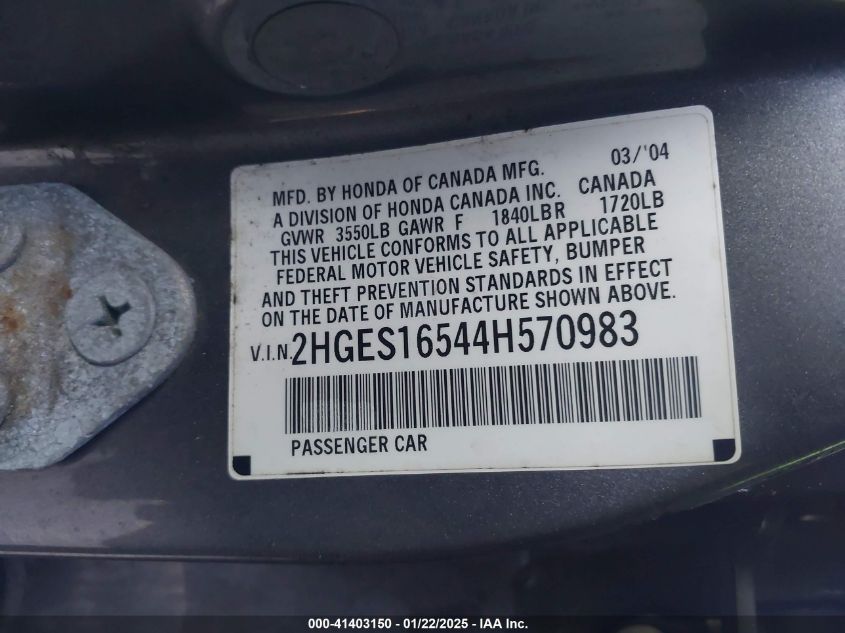 MFD. BY HONDA OF CANADA MFG. 03/'04
A DIVISION OF HONDA CANADA INC. CANADA
GVWR 3550LB GAWR F 1840LB R 1720LB
THIS VEHICLE CONFORMS TO ALL APPLICABLE
FEDERAL MOTOR VEHICLE SAFETY, BUMPER
AND THEFT PREVENTION STANDARDS IN EFFECT
ON THE DATE OF MANUFACTURE SHOWN ABOVE.
V.I.N. 2HGES16544H570983
PASSENGER CAR
000-41403150 - 01/22/2025 - IAA Inc.